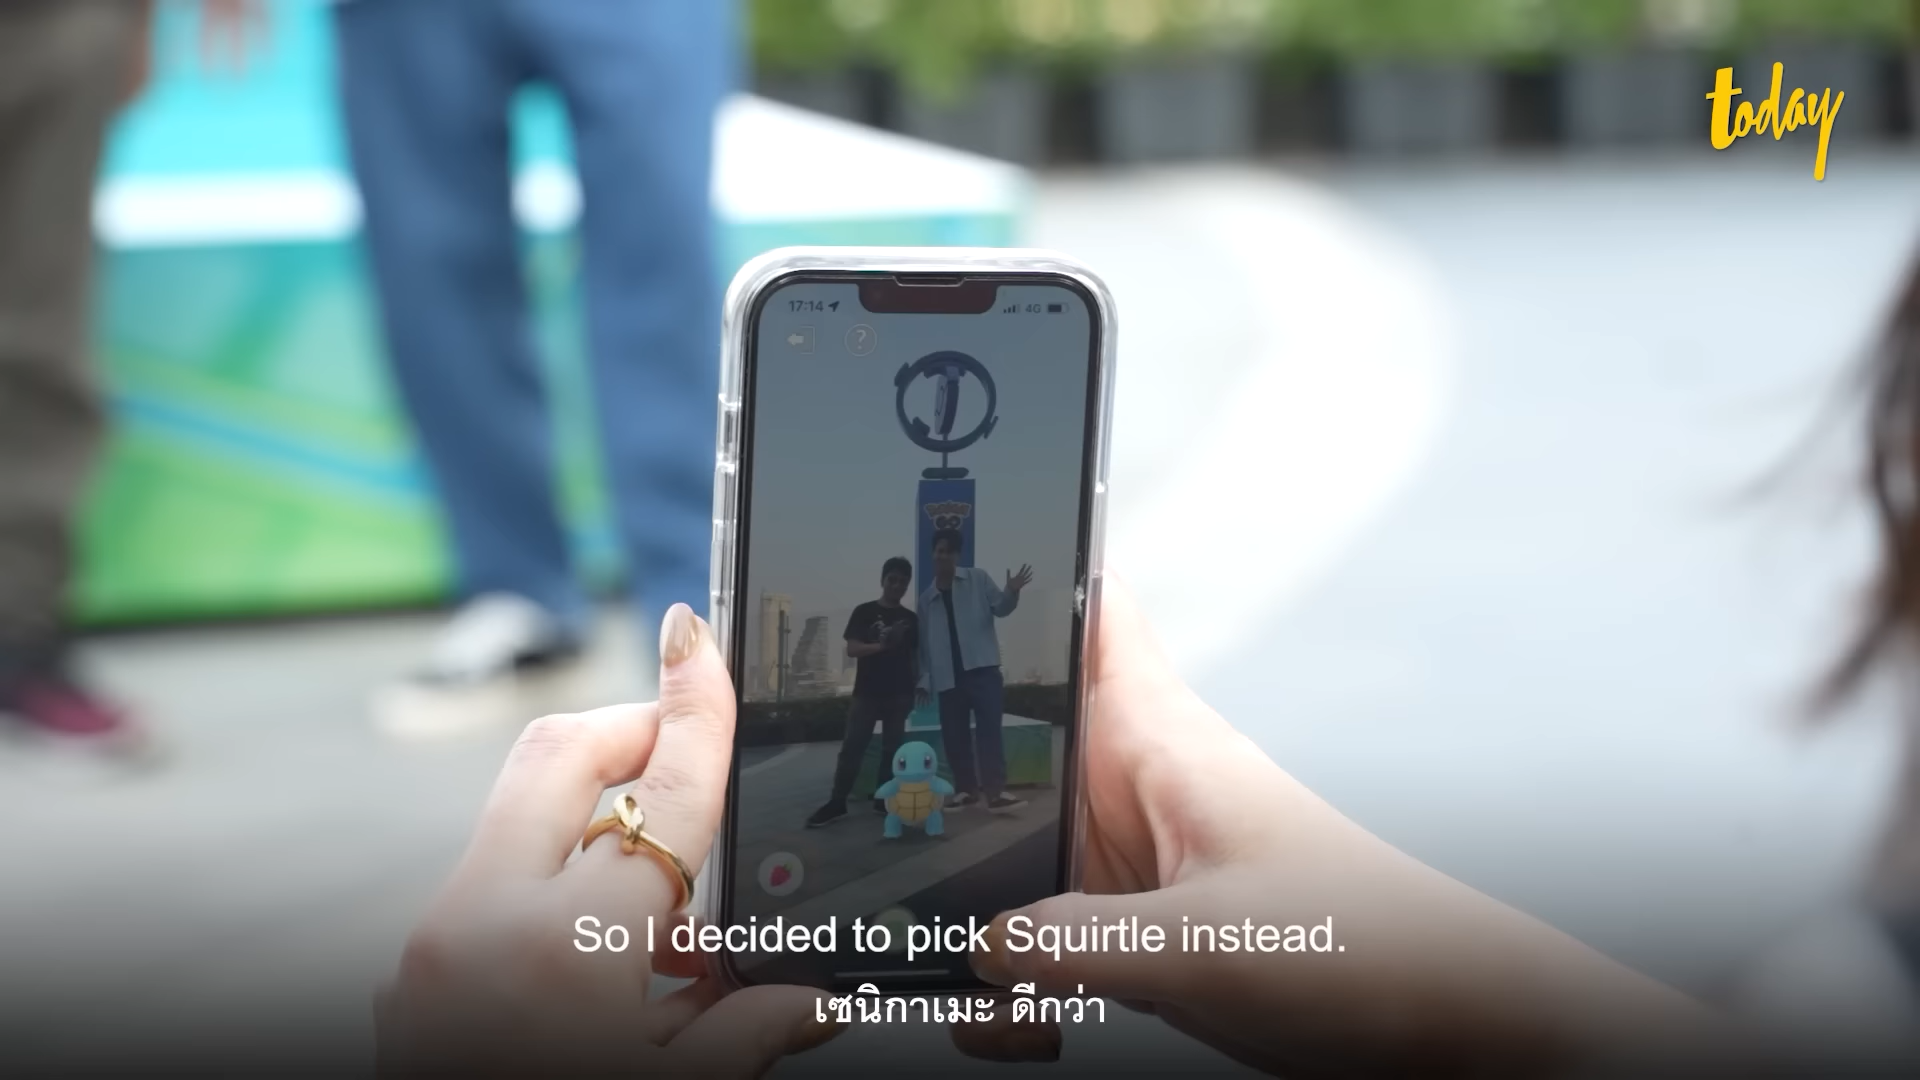 today
17:14
4G
?
So I decided to pick Squirtle instead.
เซนิกาเมะ ดีกว่า